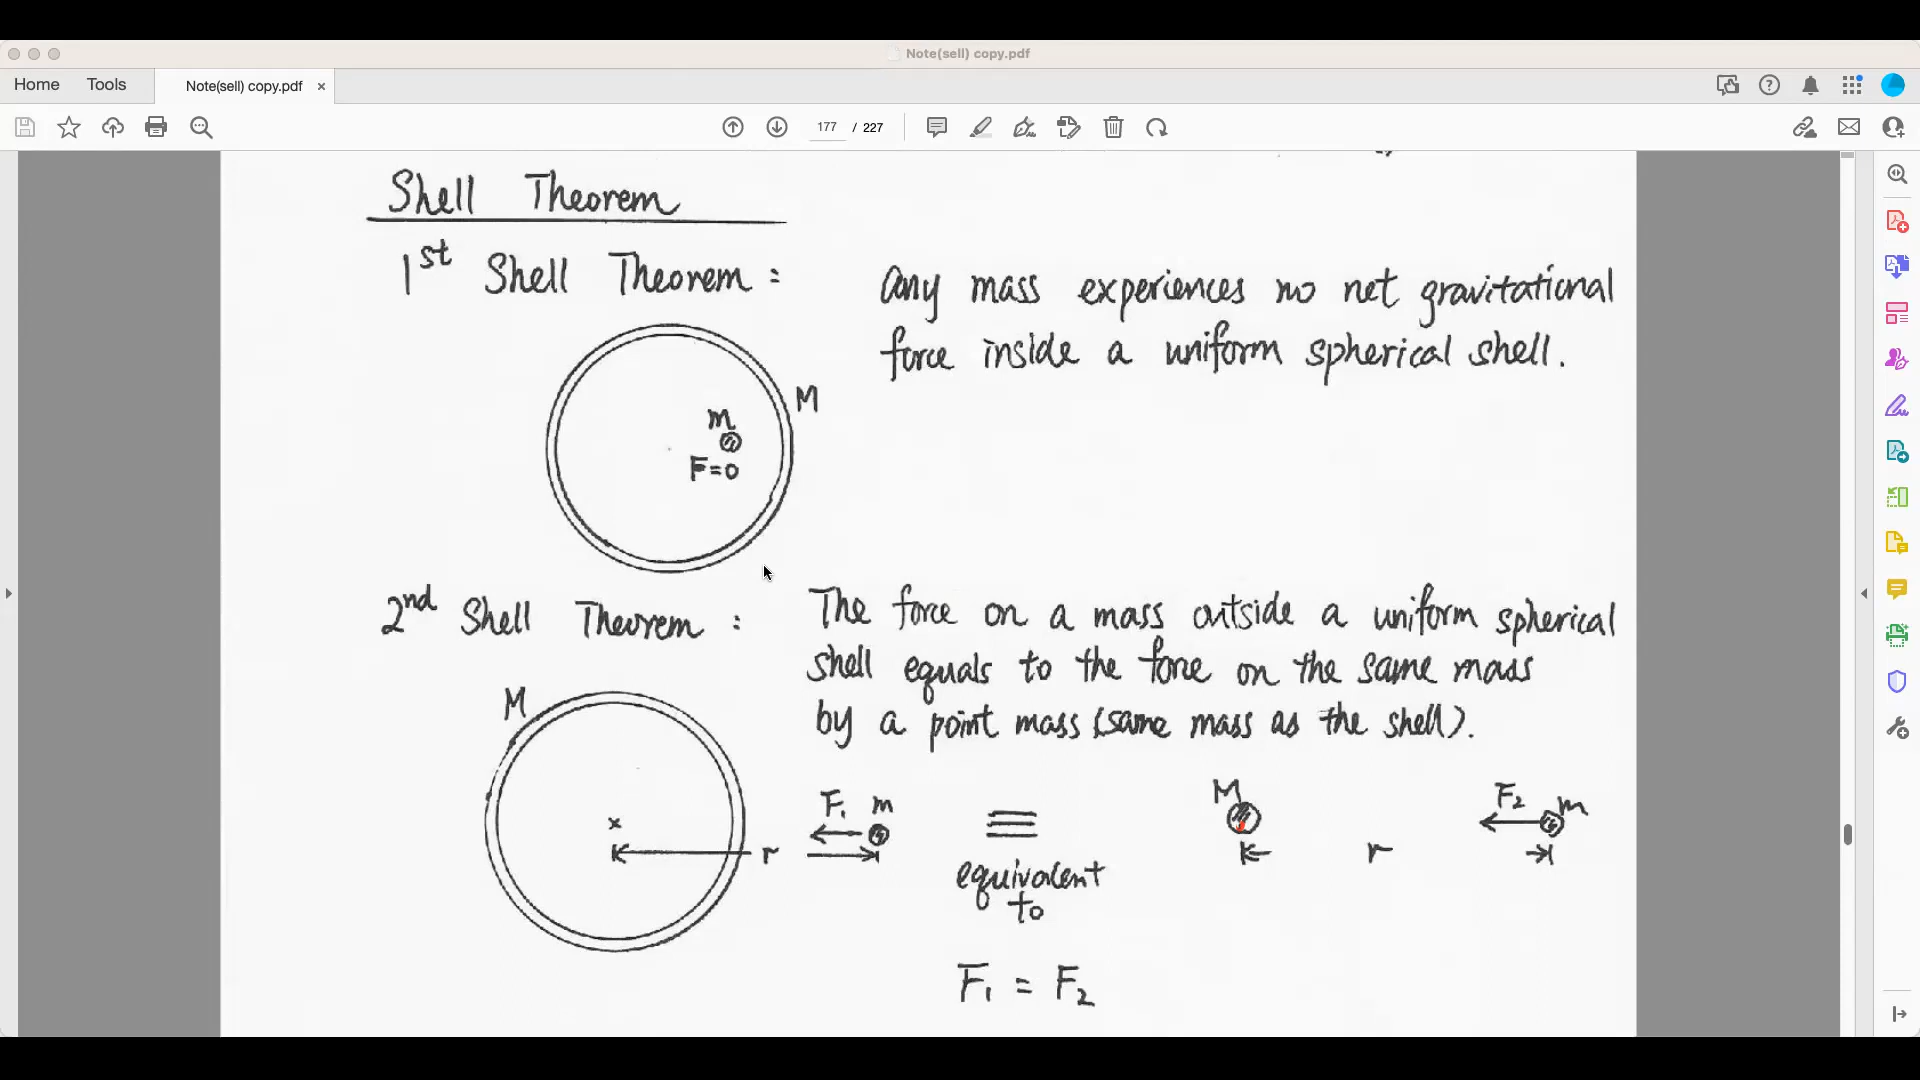 Note(sell) copy.pdf
Home Tools Note(sell) copy.pdf ×
177 / 227
Shell Theorem
1st Shell Theorem :
Any mass experiences no net gravitational
force inside a uniform spherical shell.
M
m
F=0
2nd Shell Theorem :
The force on a mass outside a uniform spherical
shell equals to the force on the same mass
by a point mass (same mass as the shell).
M
F₁ m
r
≡
equivalent
to
M
F₂ m
r
F₁ = F₂